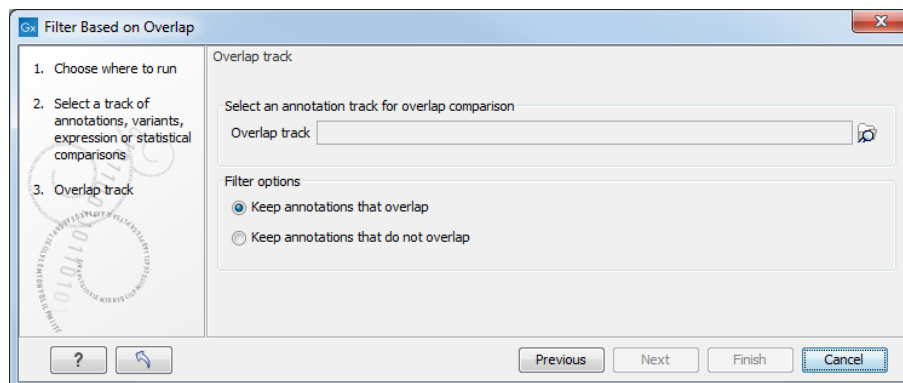 Gx Filter Based on Overlap
X
1. Choose where to run
2. Select a track of
annotations, variants,
expression or statistical
comparisons
3. Overlap track
Overlap track
Select an annotation track for overlap comparison
Overlap track
Filter options
Keep annotations that overlap
Keep annotations that do not overlap
? Previous Next Finish Cancel